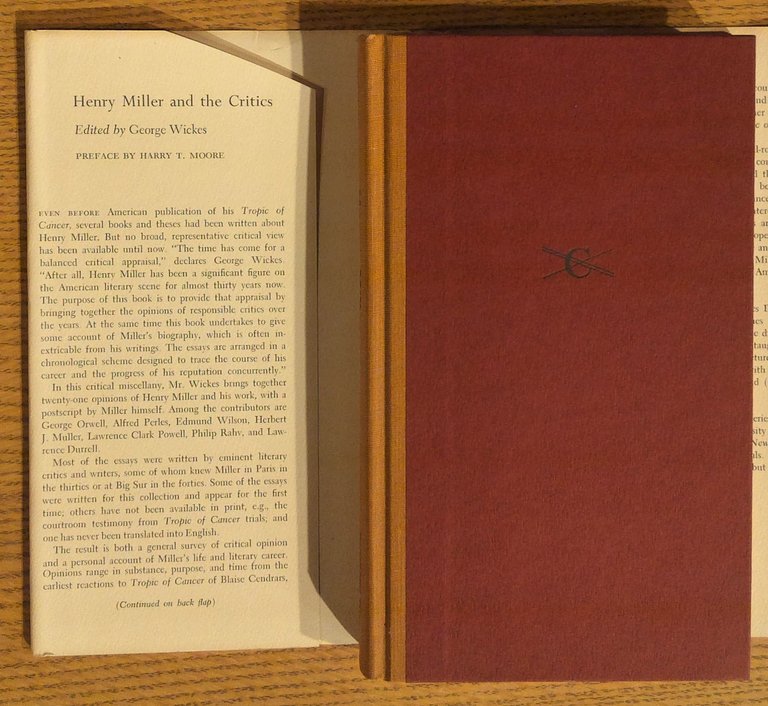 Henry Miller and the Critics
Edited by George Wickes
PREFACE BY HARRY T. MOORE
EVEN BEFORE American publication of his Tropic of
Cancer, several books and theses had been written about
Henry Miller. But no broad, representative critical view
has been available until now. "The time has come for a
balanced critical appraisal," declares George Wickes.
"After all, Henry Miller has been a significant figure on
the American literary scene for almost thirty years now.
The purpose of this book is to provide that appraisal by
bringing together the opinions of responsible critics over
the years. At the same time this book undertakes to give
some account of Miller's biography, which is often in-
extricable from his writings. The essays are arranged in a
chronological scheme designed to trace the course of his
career and the progress of his reputation concurrently."
In this critical miscellany, Mr. Wickes brings together
twenty-one opinions of Henry Miller and his work, with a
postscript by Miller himself. Among the contributors are
George Orwell, Alfred Perles, Edmund Wilson, Herbert
J. Muller, Lawrence Clark Powell, Philip Rahv, and Law-
rence Durrell.
Most of the essays were written by eminent literary
critics and writers, some of whom knew Miller in Paris in
the thirties or at Big Sur in the forties. Some of the essays
were written for this collection and appear for the first
time; others have not been available in print, e.g., the
courtroom testimony from Tropic of Cancer trials; and
one has never been translated into English.
The result is both a general survey of critical opinion
and a personal account of Miller's life and literary career.
Opinions range in substance, purpose, and time from the
earliest reactions to Tropic of Cancer of Blaise Cendrars,
(Continued on back flap)
C